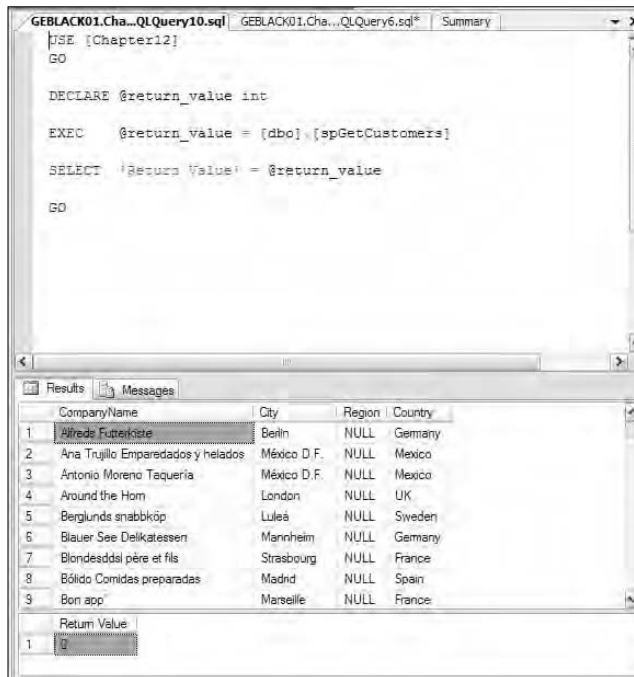 GEBLACK01.Cha...QLQuery10.sql GEBLACK01.Cha...QLQuery6.sql* Summary
USE [Chapter12]
GO
DECLARE @return_value int
EXEC @return_value = [dbo].[spGetCustomers]
SELECT 'Return Value' = @return_value
GO
Results Messages
CompanyName City Region Country
1 Alfreds Futterkiste Berlin NULL Germany
2 Ana Trujillo Emparedados y helados México D.F. NULL Mexico
3 Antonio Moreno Taquería México D.F. NULL Mexico
4 Around the Horn London NULL UK
5 Berglunds snabbköp Luleå NULL Sweden
6 Blauer See Delikatessen Mannheim NULL Germany
7 Blondesddsl père et fils Strasbourg NULL France
8 Bólido Comidas preparadas Madrid NULL Spain
9 Bon app' Marseille NULL France
Return Value
1 0